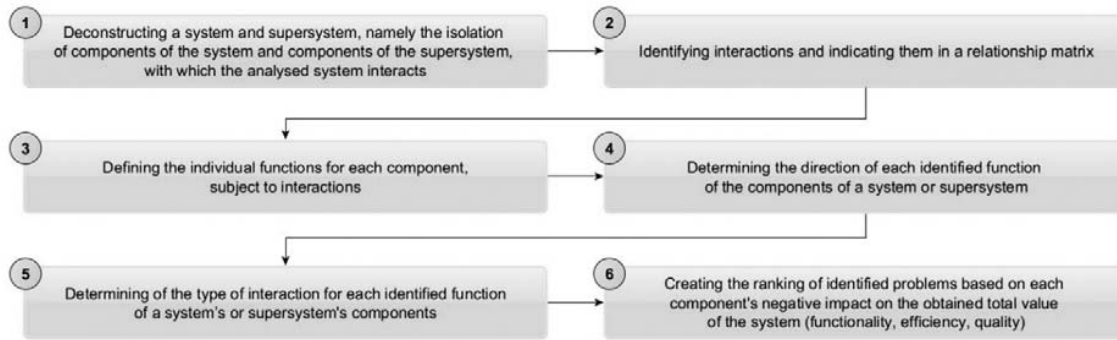 1
Deconstructing a system and supersystem, namely the isolation
of components of the system and components of the supersystem,
with which the analysed system interacts
2
Identifying interactions and indicating them in a relationship matrix
3
Defining the individual functions for each component,
subject to interactions
4
Determining the direction of each identified function
of the components of a system or supersystem
5
Determining of the type of interaction for each identified function
of a system's or supersystem's components
6
Creating the ranking of identified problems based on each
component's negative impact on the obtained total value
of the system (functionality, efficiency, quality)